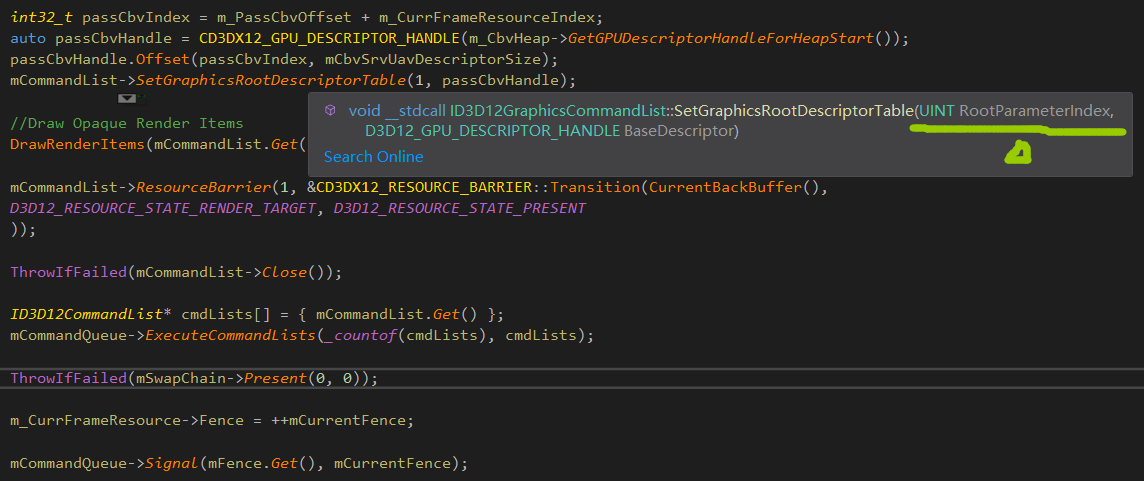 int32_t passCbvIndex = m_PassCbvOffset + m_CurrFrameResourceIndex;
auto passCbvHandle = CD3DX12_GPU_DESCRIPTOR_HANDLE(m_CbvHeap->GetGPUDescriptorHandleForHeapStart());
passCbvHandle.Offset(passCbvIndex, mCbvSrvUavDescriptorSize);
mCommandList->SetGraphicsRootDescriptorTable(1, passCbvHandle);
void __stdcall ID3D12GraphicsCommandList::SetGraphicsRootDescriptorTable(UINT RootParameterIndex,
D3D12_GPU_DESCRIPTOR_HANDLE BaseDescriptor)
Search Online
//Draw Opaque Render Items
DrawRenderItems(mCommandList.Get(
mCommandList->ResourceBarrier(1, &CD3DX12_RESOURCE_BARRIER::Transition(CurrentBackBuffer(),
D3D12_RESOURCE_STATE_RENDER_TARGET, D3D12_RESOURCE_STATE_PRESENT
));
ThrowIfFailed(mCommandList->Close());
ID3D12CommandList* cmdLists[] = { mCommandList.Get() };
mCommandQueue->ExecuteCommandLists(_countof(cmdLists), cmdLists);
ThrowIfFailed(mSwapChain->Present(0, 0));
m_CurrFrameResource->Fence = ++mCurrentFence;
mCommandQueue->Signal(mFence.Get(), mCurrentFence);